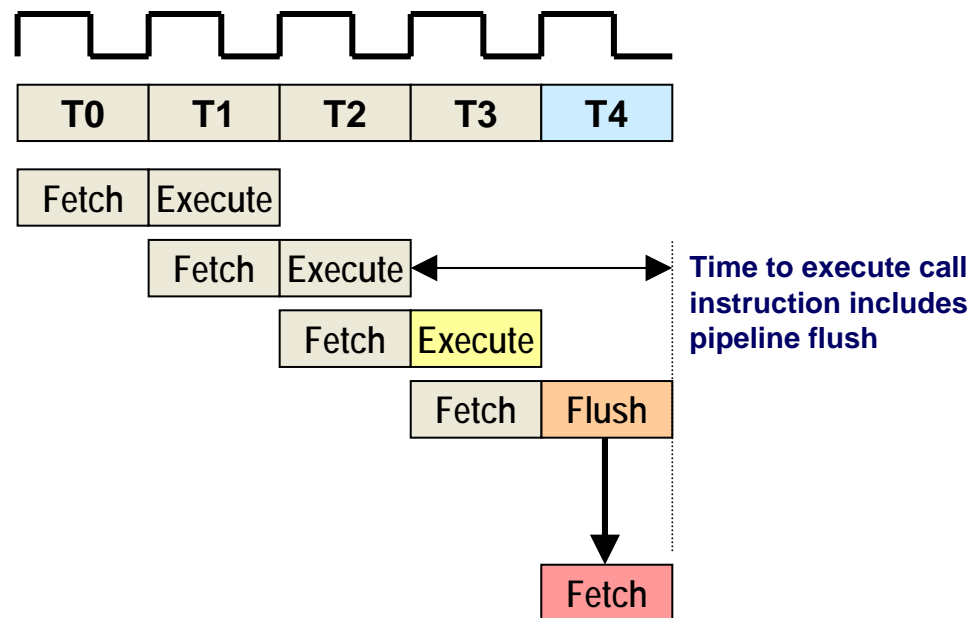 T0 T1 T2 T3 T4
Fetch Execute
Fetch Execute
Time to execute call
instruction includes
pipeline flush
Fetch Execute
Fetch Flush
Fetch